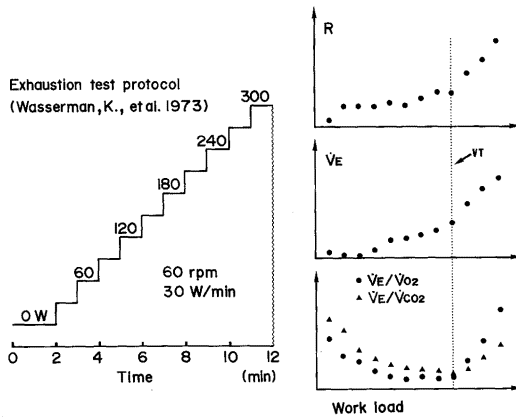 Exhaustion test protocol
(Wasserman, K., et al. 1973)
300
240
180
120
60
0 W
60 rpm
30 W/min
0 2 4 6 8 10 12
Time (min)
R
V̇E
VT
● V̇E/V̇O2
▲ V̇E/V̇CO2
Work load